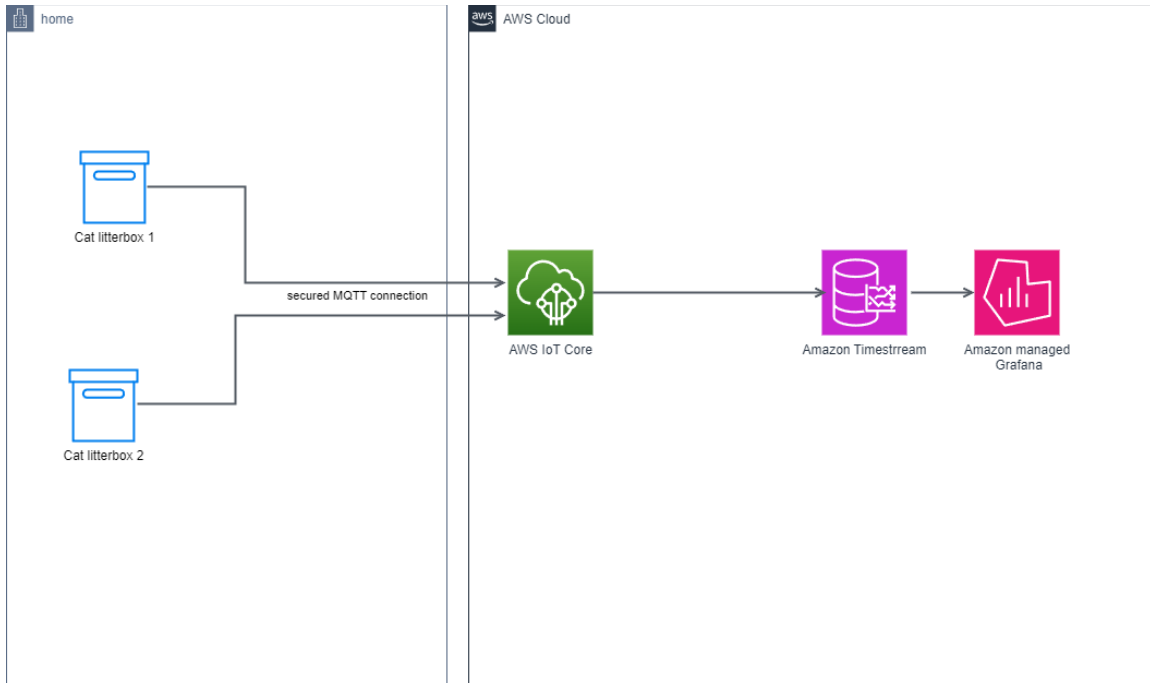 home
aws
AWS Cloud
Cat litterbox 1
secured MQTT connection
AWS IoT Core
Amazon Timestrream
Amazon managed
Grafana
Cat litterbox 2